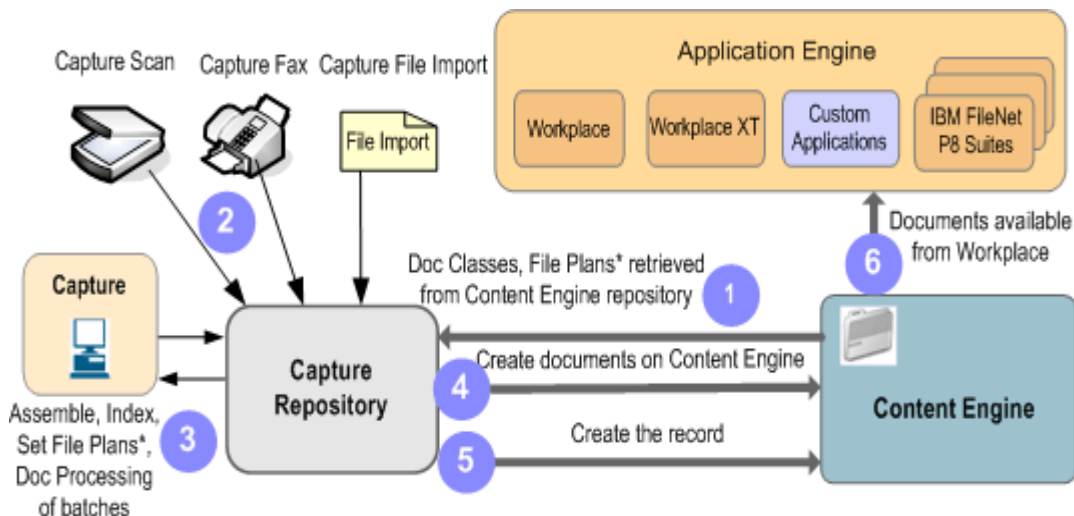 Capture Scan
Capture Fax
Capture File Import
File Import
Application Engine
Workplace
Workplace XT
Custom
Applications
IBM FileNet
P8 Suites
2
Documents available
from Workplace
6
Doc Classes, File Plans* retrieved
from Content Engine repository
1
Capture
Capture
Repository
Create documents on Content Engine
4
Content Engine
Create the record
5
Assemble, Index,
Set File Plans*,
Doc Processing
of batches
3